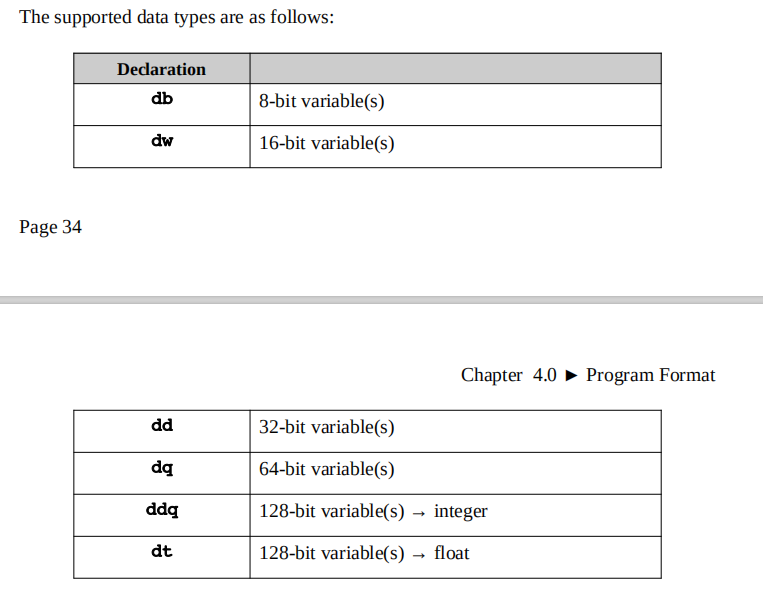 The supported data types are as follows:
Declaration
db 8-bit variable(s)
dw 16-bit variable(s)
Page 34
Chapter 4.0 ► Program Format
dd 32-bit variable(s)
dq 64-bit variable(s)
ddq 128-bit variable(s) → integer
dt 128-bit variable(s) → float